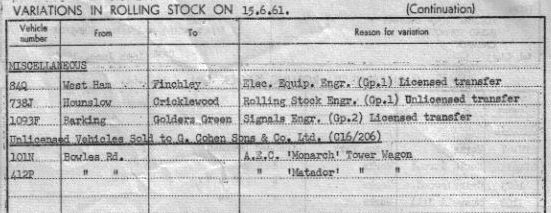 VARIATIONS IN ROLLING STOCK ON 15.6.61. (Continuation)
Vehicle number From To Reason for variation
MISCELLANEOUS
84Q West Ham Finchley Elec. Equip. Engr. (Gp.1) Licensed transfer
738J Hounslow Cricklewood Rolling Stock Engr. (Gp.1) Unlicensed transfer
1093F Barking Golders Green Signals Engr. (Gp.2) Licensed transfer
Unlicensed Vehicles Sold to G. Cohen Sons & Co. Ltd. (C16/206)
101N Bowles Rd. A.E.C. 'Monarch' Tower Wagon
412P " " " 'Matador' " "